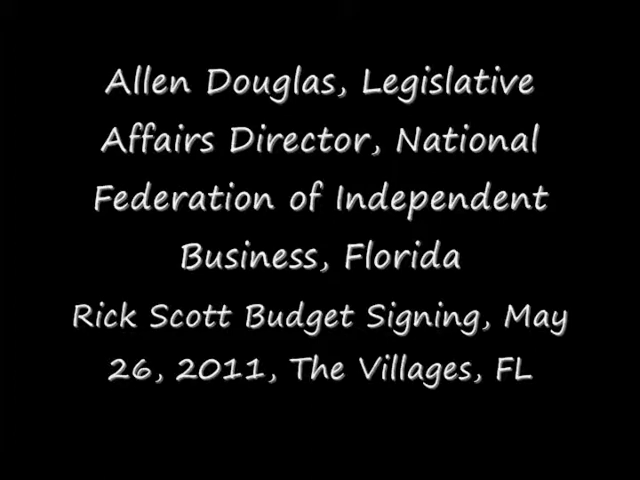 Allen Douglas, Legislative
Affairs Director, National
Federation of Independent
Business, Florida
Rick Scott Budget Signing, May
26, 2011, The Villages, FL